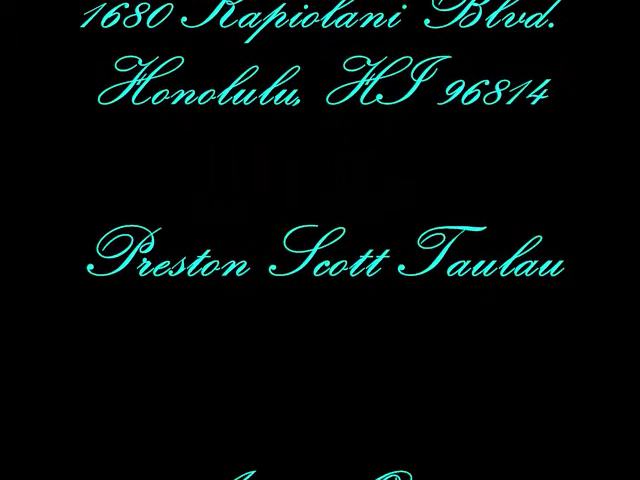 1680 Kapiolani Blvd.
Honolulu, HI 96814
Preston Scott Taulau